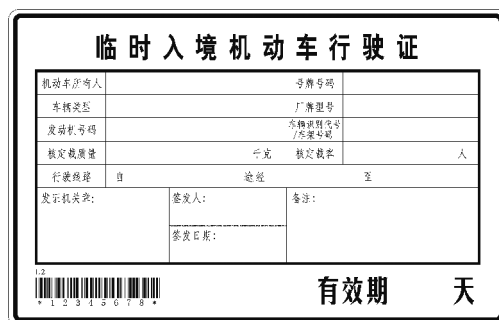 临时入境机动车行驶证
机动车所有人 号牌号码
车辆类型 厂牌型号
发动机号码 车辆识别代号/车架号码
核定载质量 千克 核定载客 人
行驶线路 自 途经 至
发证机关章: 签发人: 备注:
签发日期:
1.2
*12345678*
有效期 天